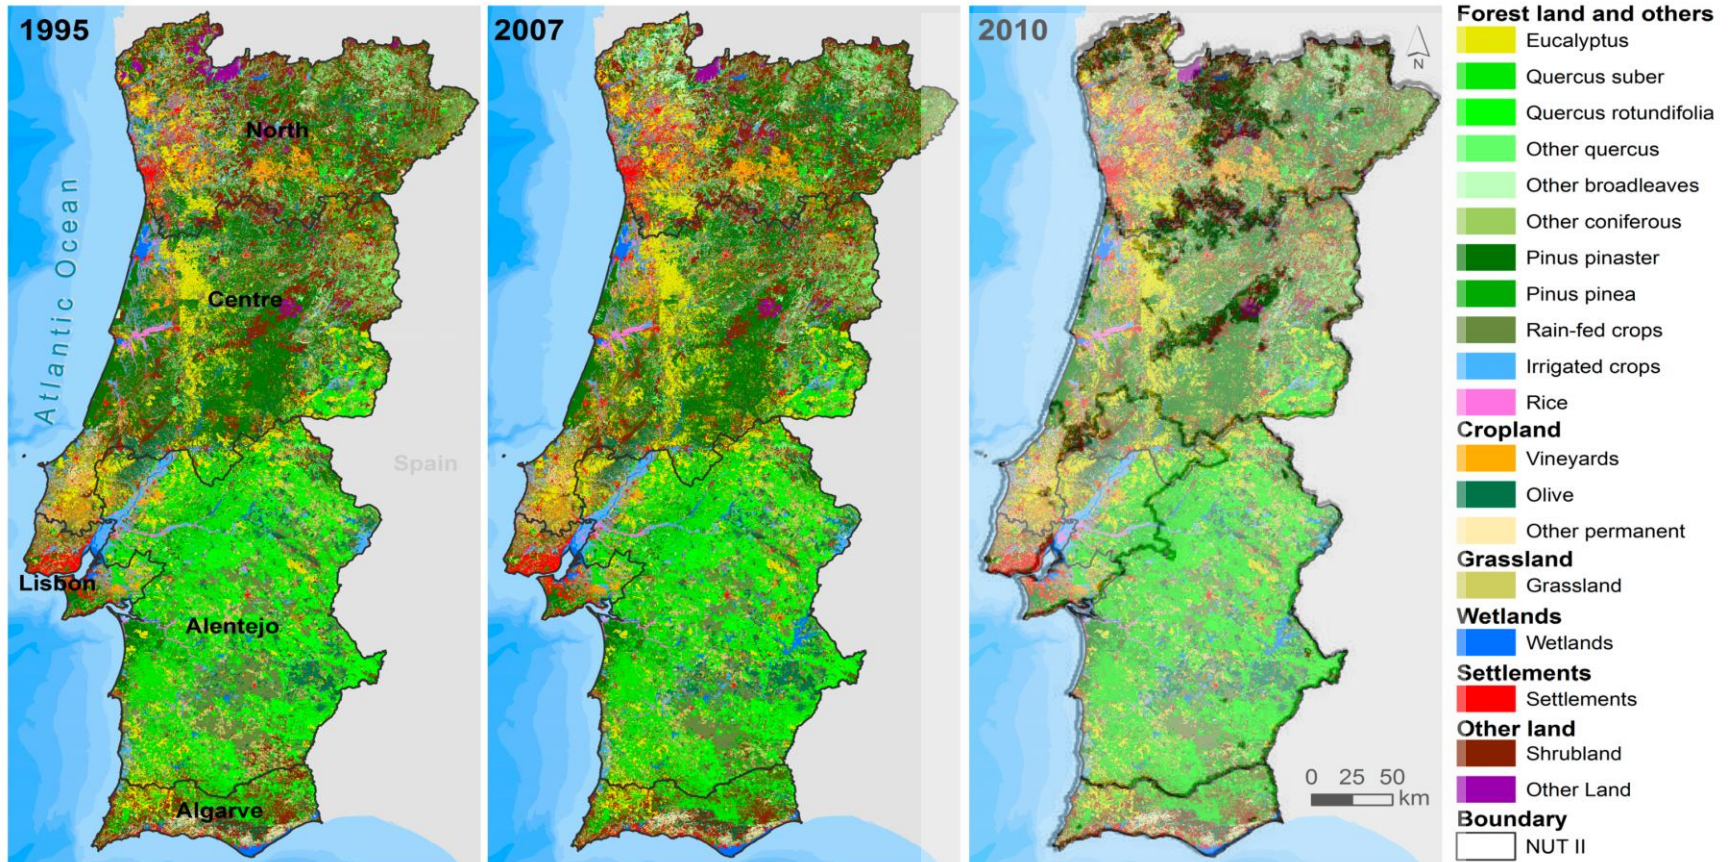 1995
2007
2010
N
North
Centre
Atlantic Ocean
Spain
Lisbon
Alentejo
Algarve
0 25 50
km
Forest land and others
Eucalyptus
Quercus suber
Quercus rotundifolia
Other quercus
Other broadleaves
Other coniferous
Pinus pinaster
Pinus pinea
Rain-fed crops
Irrigated crops
Rice
Cropland
Vineyards
Olive
Other permanent
Grassland
Grassland
Wetlands
Wetlands
Settlements
Settlements
Other land
Shrubland
Other Land
Boundary
NUT II